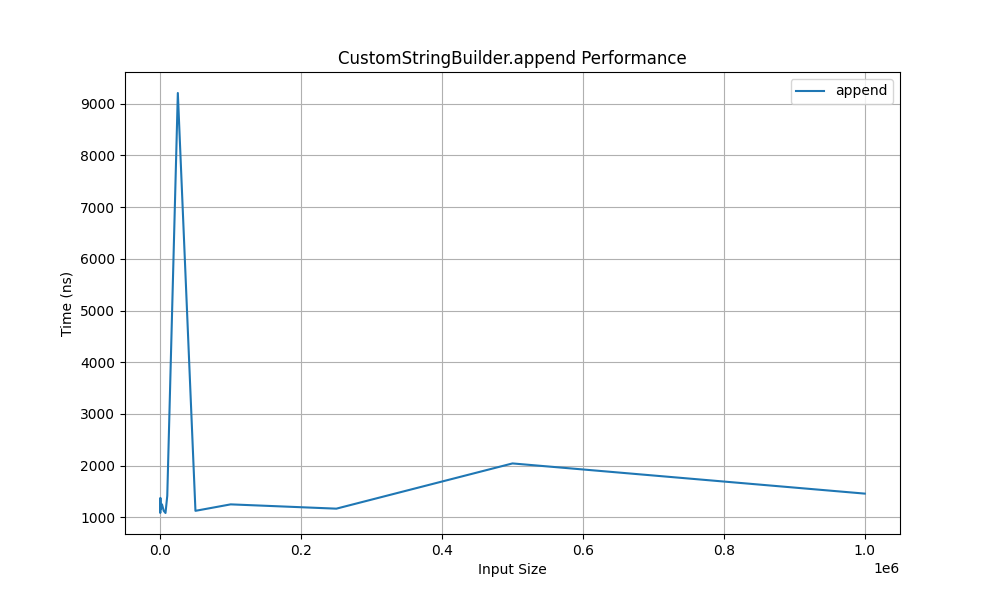 CustomStringBuilder.append Performance
append
Time (ns)
9000
8000
7000
6000
5000
4000
3000
2000
1000
0.0 0.2 0.4 0.6 0.8 1.0
1e6
Input Size